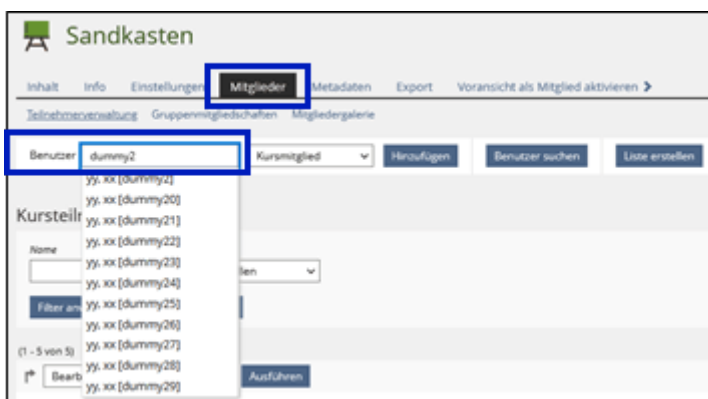 Sandkasten
Inhalt Info Einstellungen Mitglieder Metadaten Export Voransicht als Mitglied aktivieren
Teilnehmerverwaltung Gruppenmitgliedschaften Mitgliedergalerie
Benutzer dummy2 Kursmitglied Hinzufügen Benutzer suchen Liste erstellen
yy, xx [dummy2]
yy, xx [dummy20]
yy, xx [dummy21]
yy, xx [dummy22]
yy, xx [dummy23]
yy, xx [dummy24]
yy, xx [dummy25]
yy, xx [dummy26]
yy, xx [dummy27]
yy, xx [dummy28]
yy, xx [dummy29]
Name
Filter
(1 - 5 von 5)
Ausführen